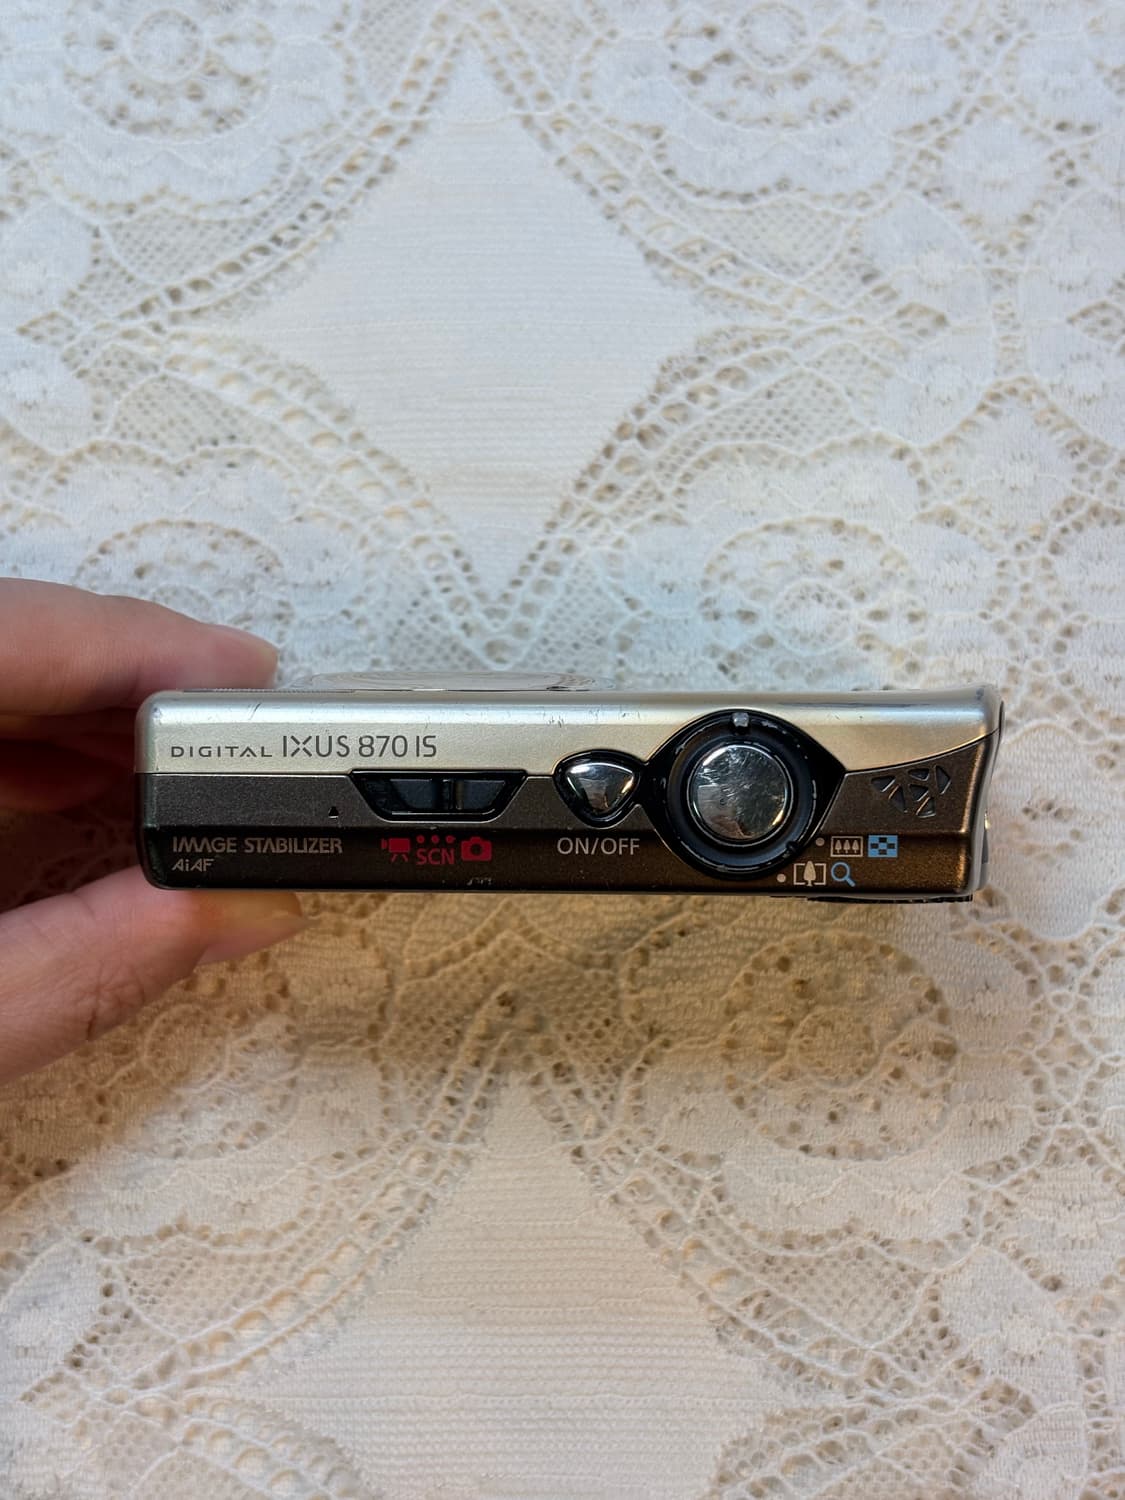 DIGITAL IXUS 870 IS
IMAGE STABILIZER
AiAF
SCN
ON/OFF